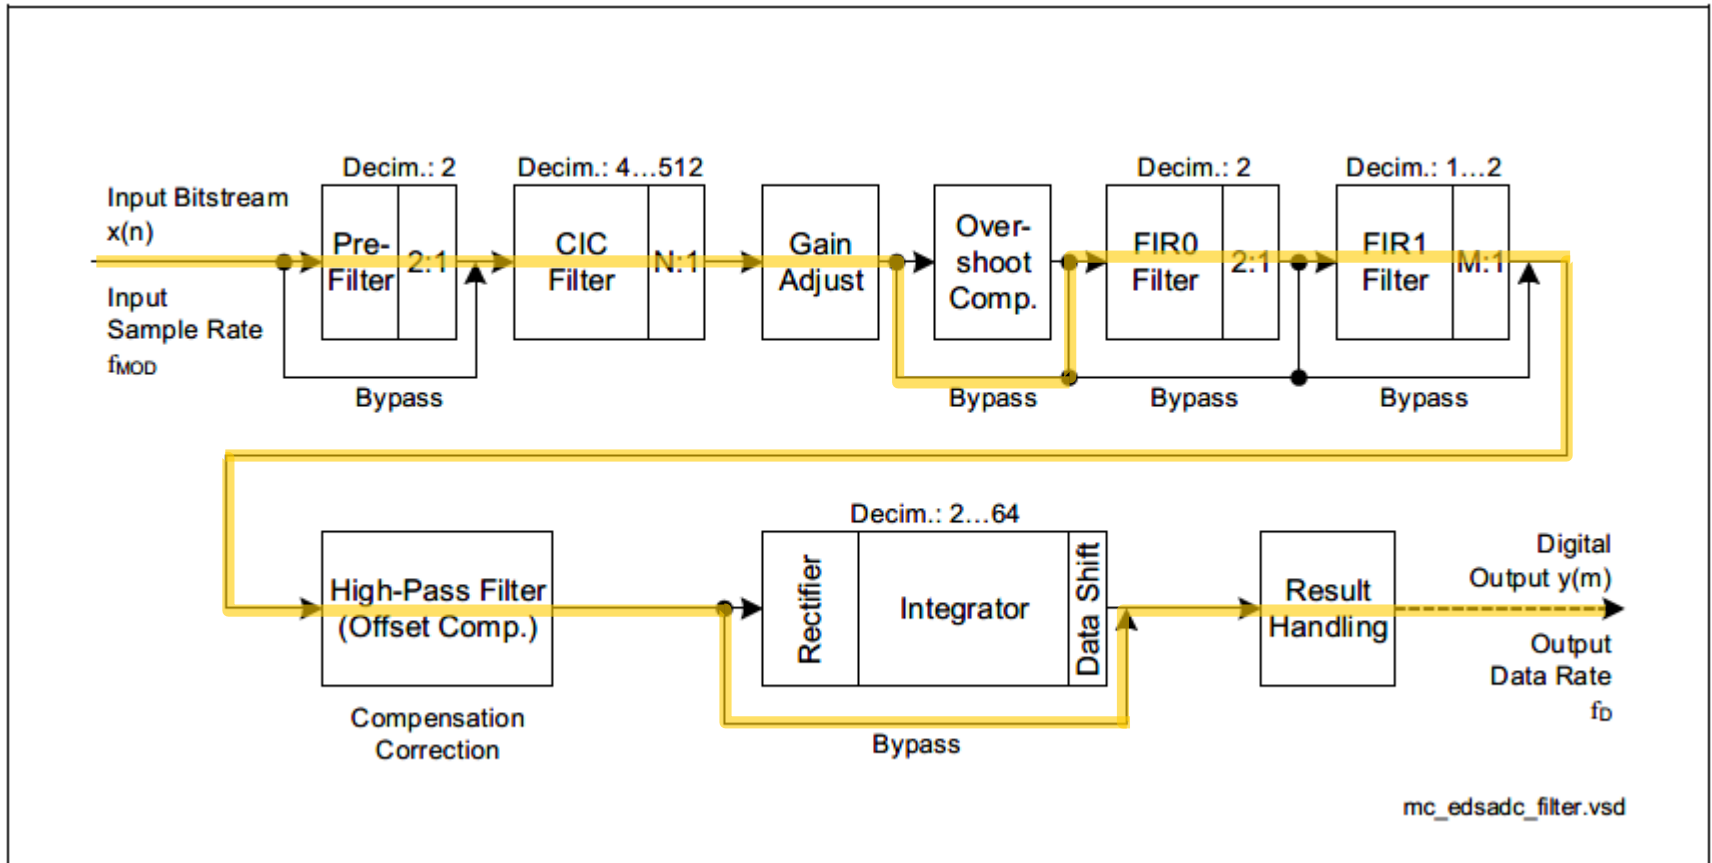 Decim.: 2
Decim.: 4...512
Decim.: 2
Decim.: 1...2
Input Bitstream
x(n)
Input
Sample Rate
fMOD
Pre-
Filter
2:1
CIC
Filter
N:1
Gain
Adjust
Over-
shoot
Comp.
FIR0
Filter
2:1
FIR1
Filter
M:1
Bypass
Bypass
Bypass
Bypass
Decim.: 2...64
High-Pass Filter
(Offset Comp.)
Rectifier
Integrator
Data Shift
Result
Handling
Digital
Output y(m)
Output
Data Rate
fD
Compensation
Correction
Bypass
mc_edsadc_filter.vsd